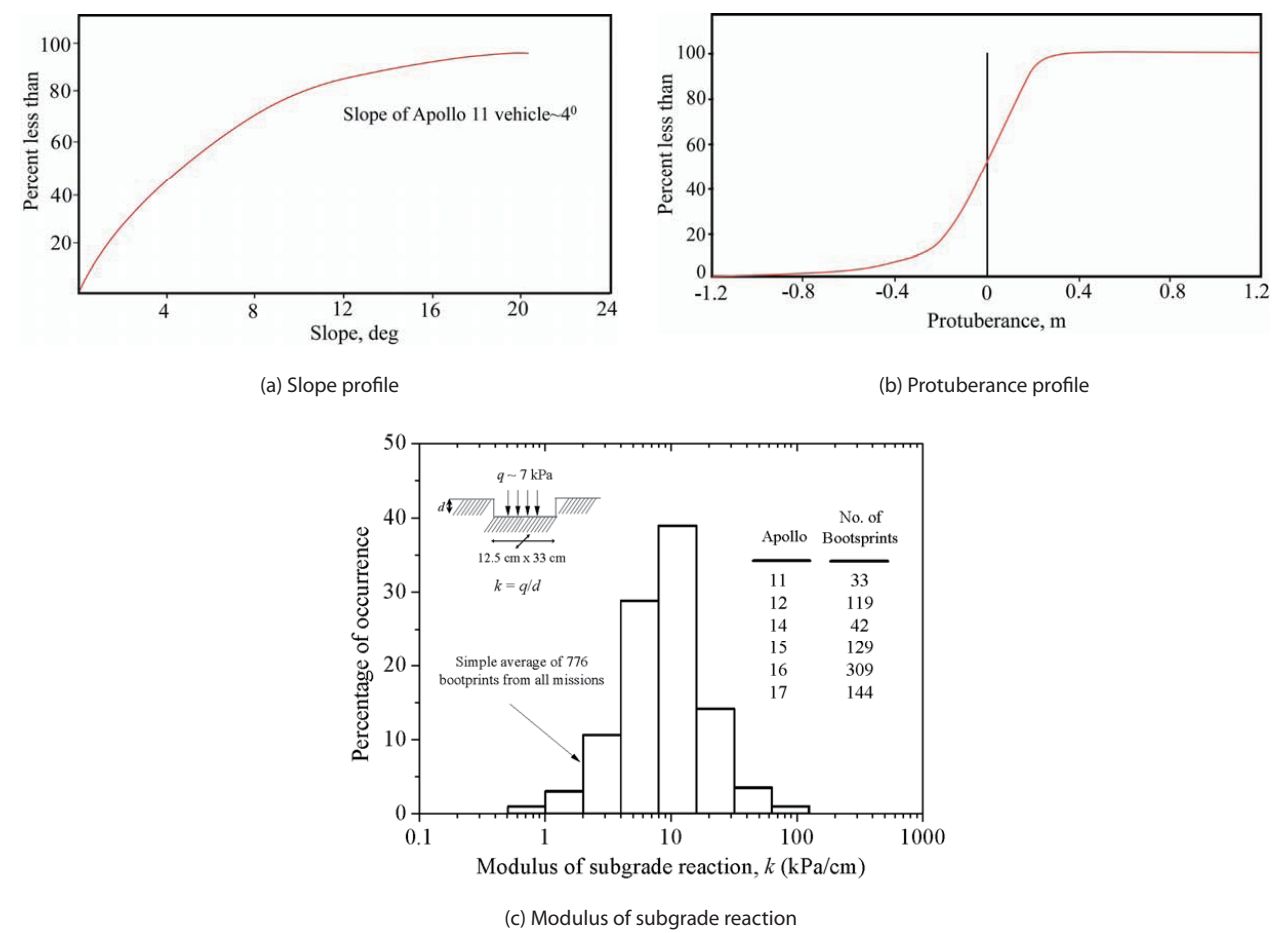 Percent less than
100
80
60
40
20
Slope of Apollo 11 vehicle~4⁰
4 8 12 16 20 24
Slope, deg
(a) Slope profile
Percent less than
100
80
60
40
20
0
-1.2 -0.8 -0.4 0 0.4 0.8 1.2
Protuberance, m
(b) Protuberance profile
Percentage of occurrence
50
40
30
20
10
0
q ~ 7 kPa
d
12.5 cm x 33 cm
k = q/d
Simple average of 776
bootprints from all missions
Apollo No. of Bootsprints
11 33
12 119
14 42
15 129
16 309
17 144
0.1 1 10 100 1000
Modulus of subgrade reaction, k (kPa/cm)
(c) Modulus of subgrade reaction